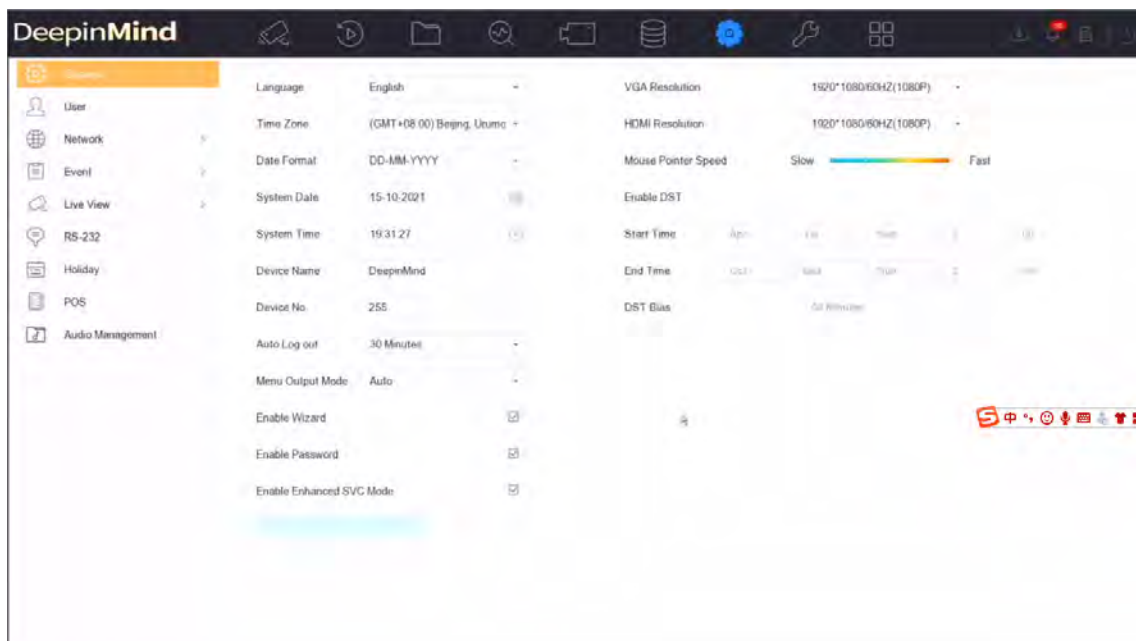 DeepinMind
User
Network
Event
Live View
RS-232
Holiday
POS
Audio Management
Language English
Time Zone (GMT+08:00) Beijing, Urumq
Date Format DD-MM-YYYY
System Date 15-10-2021
System Time 19:31:27
Device Name DeepinMind
Device No. 255
Auto Log out 30 Minutes
Menu Output Mode Auto
Enable Wizard
Enable Password
Enable Enhanced SVC Mode
VGA Resolution 1920*1080/60HZ(1080P)
HDMI Resolution 1920*1080/60HZ(1080P)
Mouse Pointer Speed Slow Fast
Enable DST
Start Time
End Time
DST Bias
中